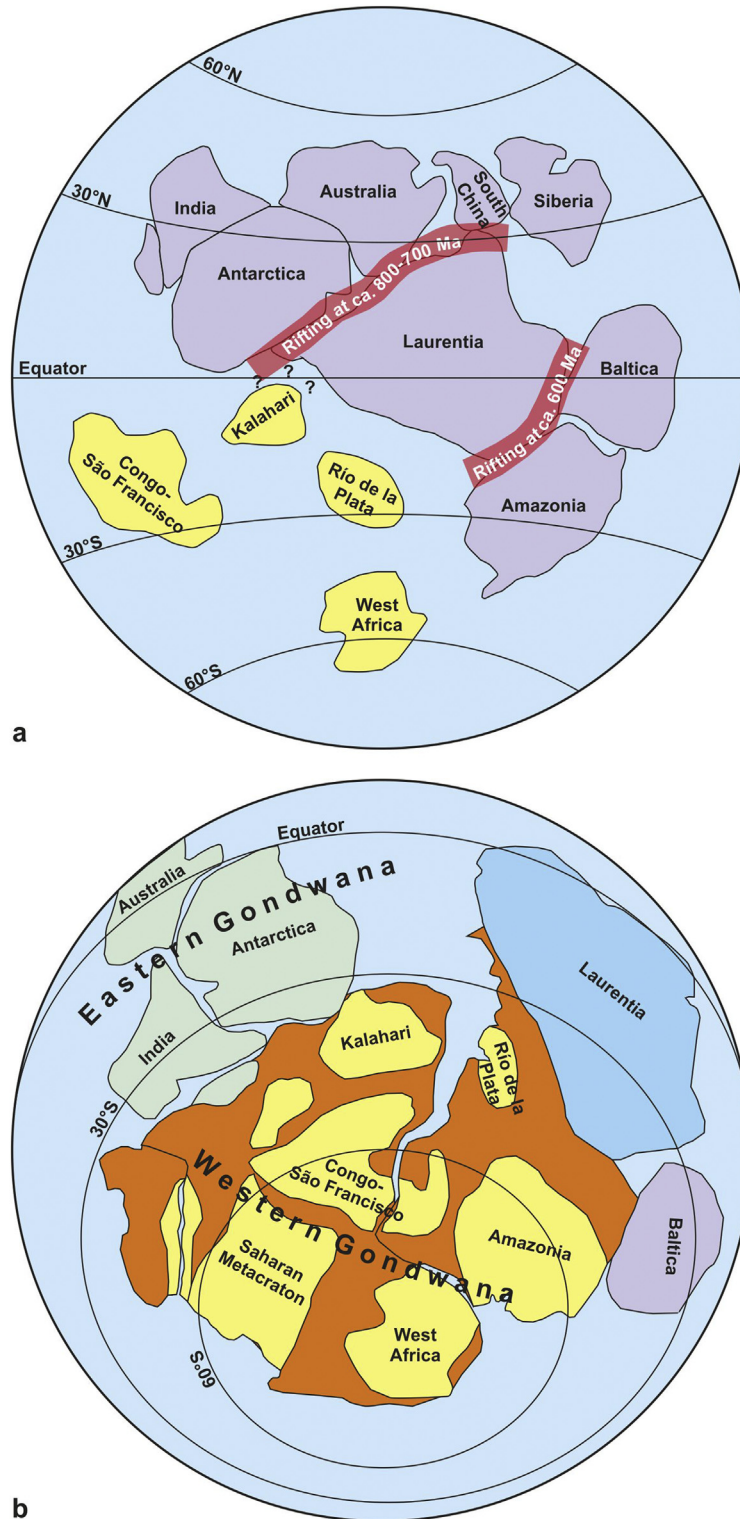 60°N
30°N
India
Australia
South
China
Siberia
Antarctica
Rifting at ca. 800-700 Ma
Laurentia
Equator
Baltica
? ? ?
Kalahari
Rifting at ca. 600 Ma
Congo-
São Francisco
Río de la
Plata
Amazonia
30°S
West
Africa
60°S
a
Equator
Australia
Eastern Gondwana
Antarctica
Laurentia
India
Kalahari
Río de la
Plata
30°S
Western Gondwana
Congo-
São Francisco
Amazonia
Baltica
Saharan
Metacraton
West
Africa
60°S
b